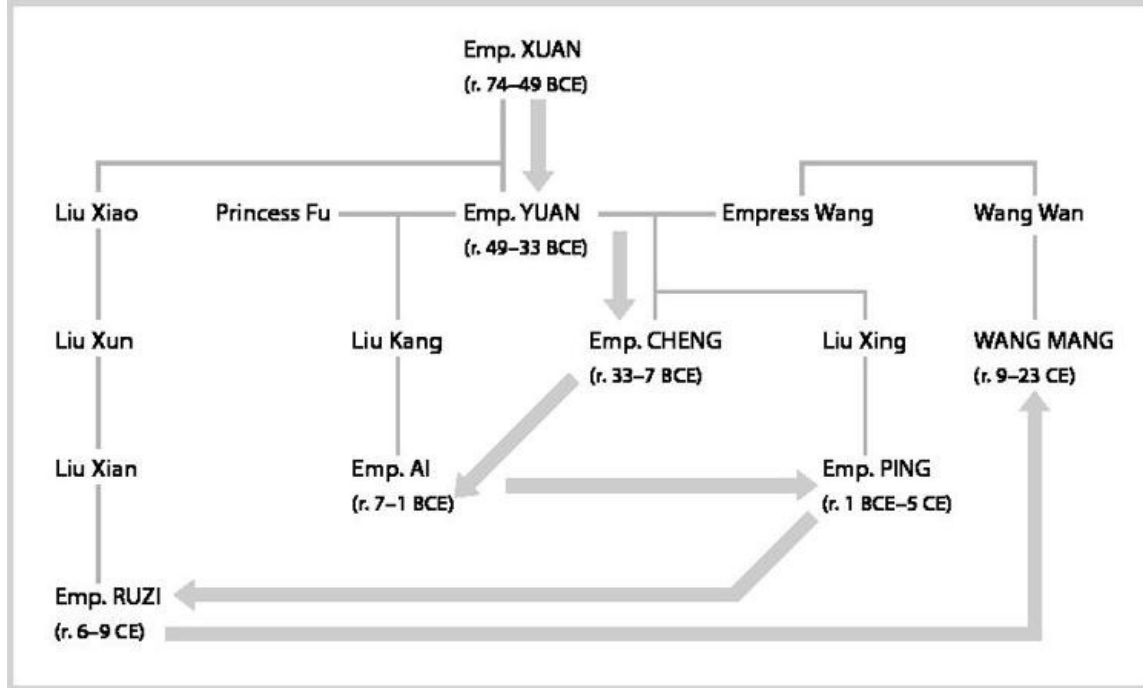 Emp. XUAN
(r. 74–49 BCE)
Liu Xiao
Princess Fu
Emp. YUAN
(r. 49–33 BCE)
Empress Wang
Wang Wan
Liu Xun
Liu Kang
Emp. CHENG
(r. 33–7 BCE)
Liu Xing
WANG MANG
(r. 9–23 CE)
Liu Xian
Emp. AI
(r. 7–1 BCE)
Emp. PING
(r. 1 BCE–5 CE)
Emp. RUZI
(r. 6–9 CE)